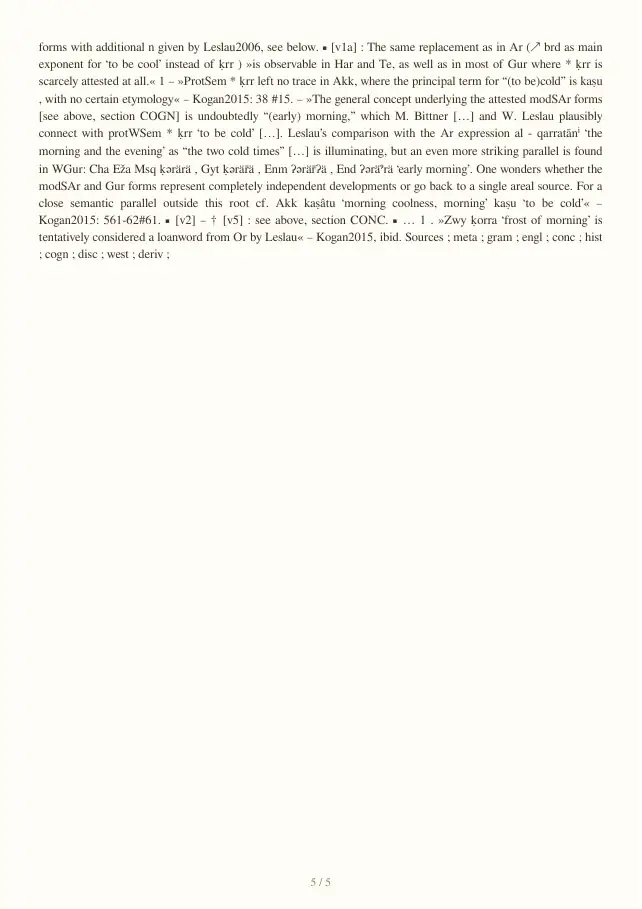 forms with additional n given by Leslau2006, see below. ▪ [v1a] : The same replacement as in Ar (↗ brd as main
exponent for ‘to be cool’ instead of ḳrr ) »is observable in Har and Te, as well as in most of Gur where * ḳrr is
scarcely attested at all.« 1 – »ProtSem * ḳrr left no trace in Akk, where the principal term for “(to be)cold” is kaṣu
, with no certain etymology« – Kogan2015: 38 #15. – »The general concept underlying the attested modSAr forms
[see above, section COGN] is undoubtedly “(early) morning,” which M. Bittner […] and W. Leslau plausibly
connect with protWSem * ḳrr ‘to be cold’ […]. Leslau’s comparison with the Ar expression al - qarratānⁱ ‘the
morning and the evening’ as “the two cold times” […] is illuminating, but an even more striking parallel is found
in WGur: Cha Eža Msq ḳərärä , Gyt , Enm , End ‘early morning’. One wonders whether the
modSAr and Gur forms represent completely independent developments or go back to a single areal source. For a
close semantic parallel outside this root cf. Akk kaṣâtu ‘morning coolness, morning’ kaṣu ‘to be cold’« –
Kogan2015: 561-62#61. ▪ [v2] – † [v5] : see above, section CONC. ▪ … 1 . »Zwy ḳorra ‘frost of morning’ is
tentatively considered a loanword from Or by Leslau« – Kogan2015, ibid. Sources ; meta ; gram ; engl ; conc ; hist
; cogn ; disc ; west ; deriv ;
5 / 5